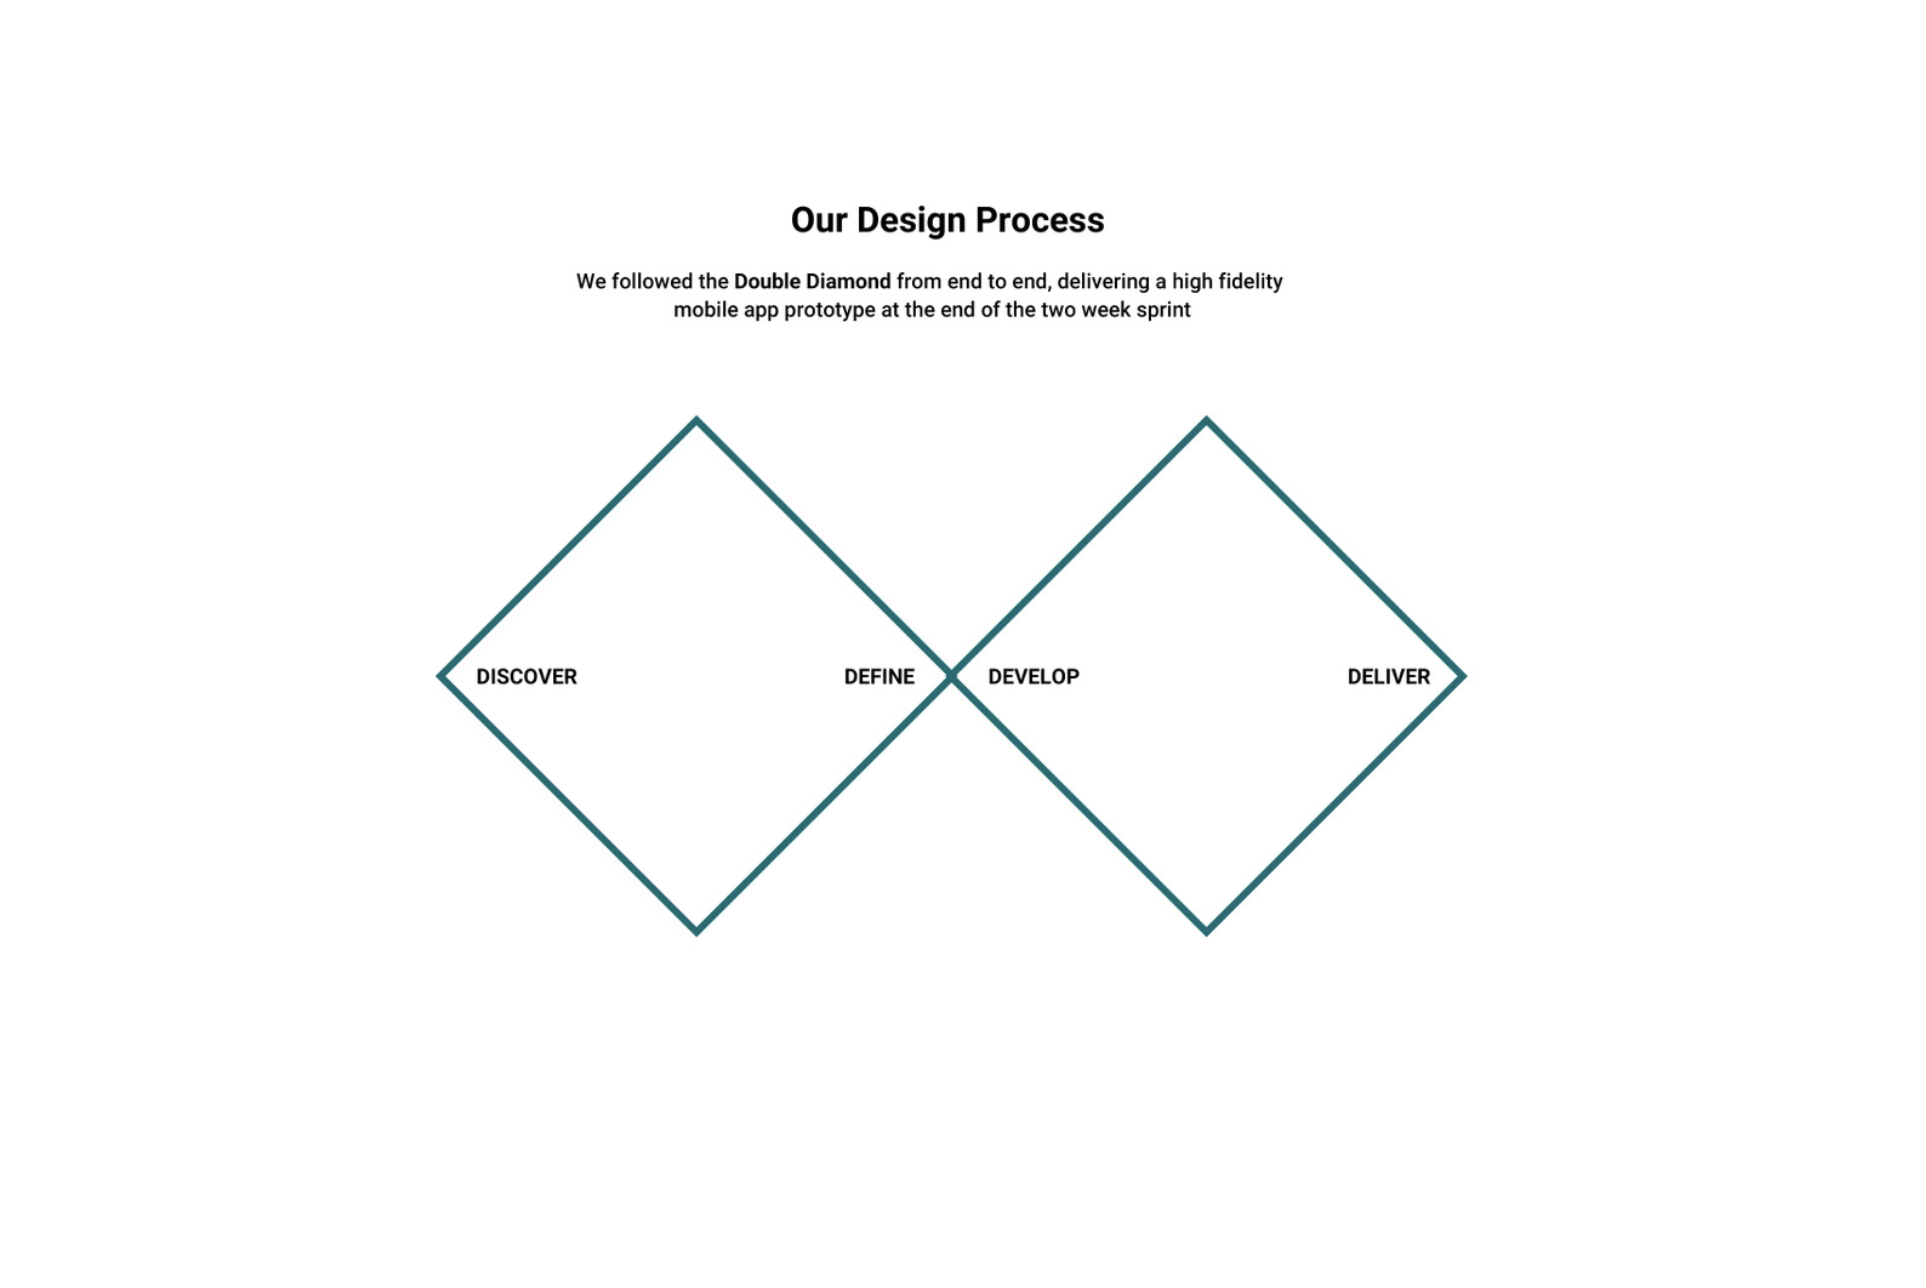 Our Design Process
We followed the Double Diamond from end to end, delivering a high fidelity
mobile app prototype at the end of the two week sprint
DISCOVER DEFINE DEVELOP DELIVER